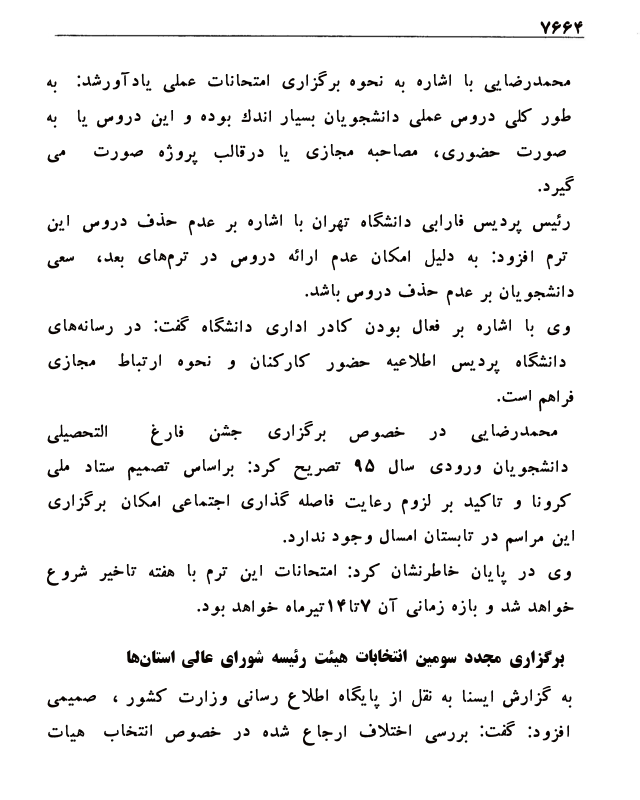 ۷۶۶۴
محمدرضایی با اشاره به نحوه برگزاری امتحانات عملی یادآورشد: به
طور کلی دروس عملی دانشجویان بسیار اندك بوده و این دروس یا به
صورت حضوری، مصاحبه مجازی یا درقالب پروژه صورت می
گیرد.
رئیس پردیس فارابی دانشگاه تهران با اشاره بر عدم حذف دروس این
ترم افزود: به دلیل امکان عدم ارائه دروس در ترم‌های بعد، سعی
دانشجویان بر عدم حذف دروس باشد.
وی با اشاره بر فعال بودن کادر اداری دانشگاه گفت: در رسانه‌های
دانشگاه پردیس اطلاعیه حضور کارکنان و نحوه ارتباط مجازی
فراهم است.
محمدرضایی در خصوص برگزاری جشن فارغ التحصیلی
دانشجویان ورودی سال ۹۵ تصریح کرد: براساس تصمیم ستاد ملی
کرونا و تاکید بر لزوم رعایت فاصله گذاری اجتماعی امکان برگزاری
این مراسم در تابستان امسال وجود ندارد.
وی در پایان خاطرنشان کرد: امتحانات این ترم با هفته تاخیر شروع
خواهد شد و بازه زمانی آن ۷تا۱۴تیرماه خواهد بود.
برگزاری مجدد سومین انتخابات هیئت رئیسه شورای عالی استان‌ها
به گزارش ایسنا به نقل از پایگاه اطلاع رسانی وزارت کشور ، صمیمی
افزود: گفت: بررسی اختلاف ارجاع شده در خصوص انتخاب هیات